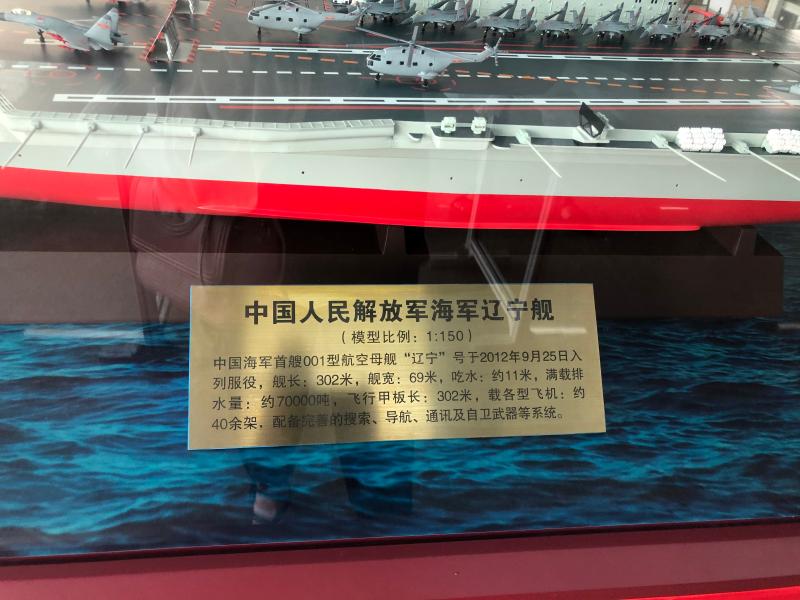 中国人民解放军海军辽宁舰
（模型比例：1:150）
中国海军首艘001型航空母舰“辽宁”号于2012年9月25日入
列服役，舰长：302米，舰宽：69米，吃水：约11米，满载排
水量：约70000吨，飞行甲板长：302米，载各型飞机：约
40余架，配备完善的搜索、导航、通讯及自卫武器等系统。